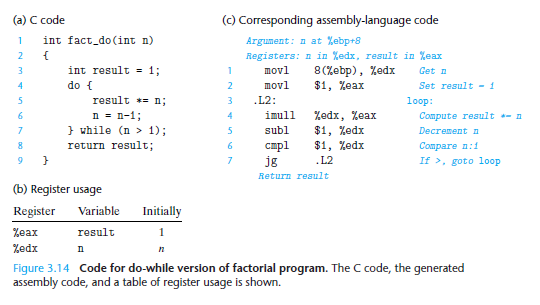 (a) C code
1 int fact_do(int n)
2 {
3 int result = 1;
4 do {
5 result *= n;
6 n = n-1;
7 } while (n > 1);
8 return result;
9 }
(b) Register usage
Register Variable Initially
%eax result 1
%edx n n
(c) Corresponding assembly-language code
Argument: n at %ebp+8
Registers: n in %edx, result in %eax
1 movl 8(%ebp), %edx Get n
2 movl $1, %eax Set result = 1
3 .L2: loop:
4 imull %edx, %eax Compute result *= n
5 subl $1, %edx Decrement n
6 cmpl $1, %edx Compare n:1
7 jg .L2 If >, goto loop
Return result
Figure 3.14 Code for do-while version of factorial program. The C code, the generated
assembly code, and a table of register usage is shown.